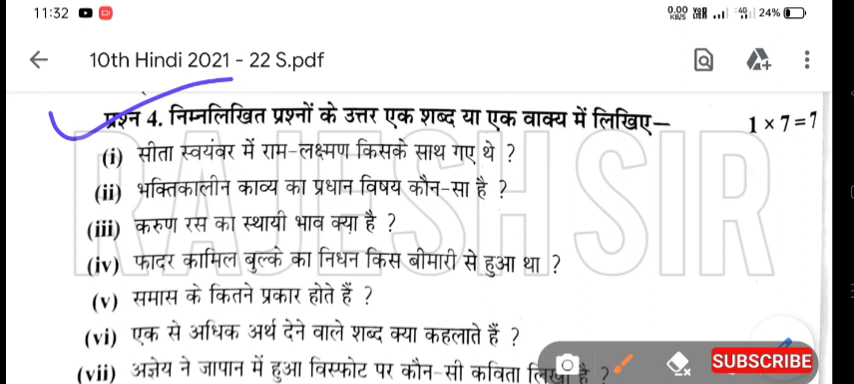 11:32
0.00 KB/S 4G 24%
10th Hindi 2021 - 22 S.pdf
प्रश्न 4. निम्नलिखित प्रश्नों के उत्तर एक शब्द या एक वाक्य में लिखिए— 1 × 7 = 7
(i) सीता स्वयंवर में राम-लक्ष्मण किसके साथ गए थे ?
(ii) भक्तिकालीन काव्य का प्रधान विषय कौन-सा है ?
(iii) करुण रस का स्थायी भाव क्या है ?
(iv) फादर कामिल बुल्के का निधन किस बीमारी से हुआ था ?
(v) समास के कितने प्रकार होते हैं ?
(vi) एक से अधिक अर्थ देने वाले शब्द क्या कहलाते हैं ?
(vii) अज्ञेय ने जापान में हुआ विस्फोट पर कौन-सी कविता लिखी है ?
RAJESH SIR
SUBSCRIBE